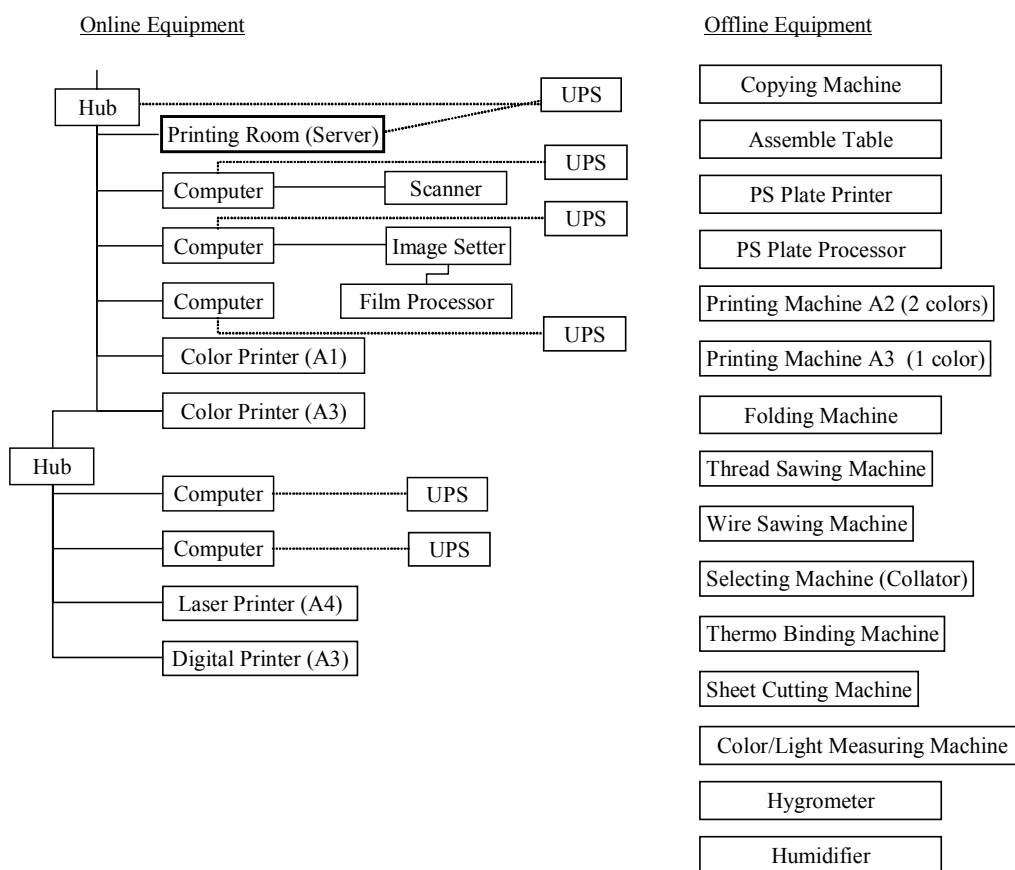 Online Equipment
Hub
UPS
Printing Room (Server)
UPS
Computer
Scanner
UPS
Computer
Image Setter
Computer
Film Processor
UPS
Color Printer (A1)
Color Printer (A3)
Hub
Computer
UPS
Computer
UPS
Laser Printer (A4)
Digital Printer (A3)
Offline Equipment
Copying Machine
Assemble Table
PS Plate Printer
PS Plate Processor
Printing Machine A2 (2 colors)
Printing Machine A3 (1 color)
Folding Machine
Thread Sawing Machine
Wire Sawing Machine
Selecting Machine (Collator)
Thermo Binding Machine
Sheet Cutting Machine
Color/Light Measuring Machine
Hygrometer
Humidifier